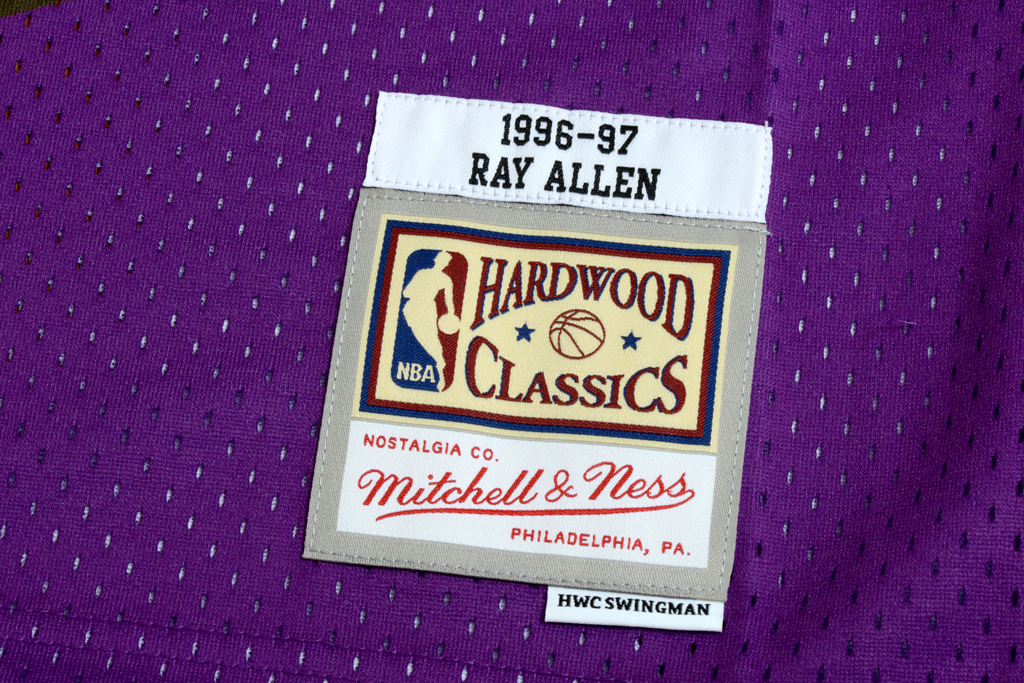 1996-97
RAY ALLEN
HARDWOOD
CLASSICS
NBA
NOSTALGIA CO.
Mitchell & Ness
PHILADELPHIA, PA.
HWC SWINGMAN